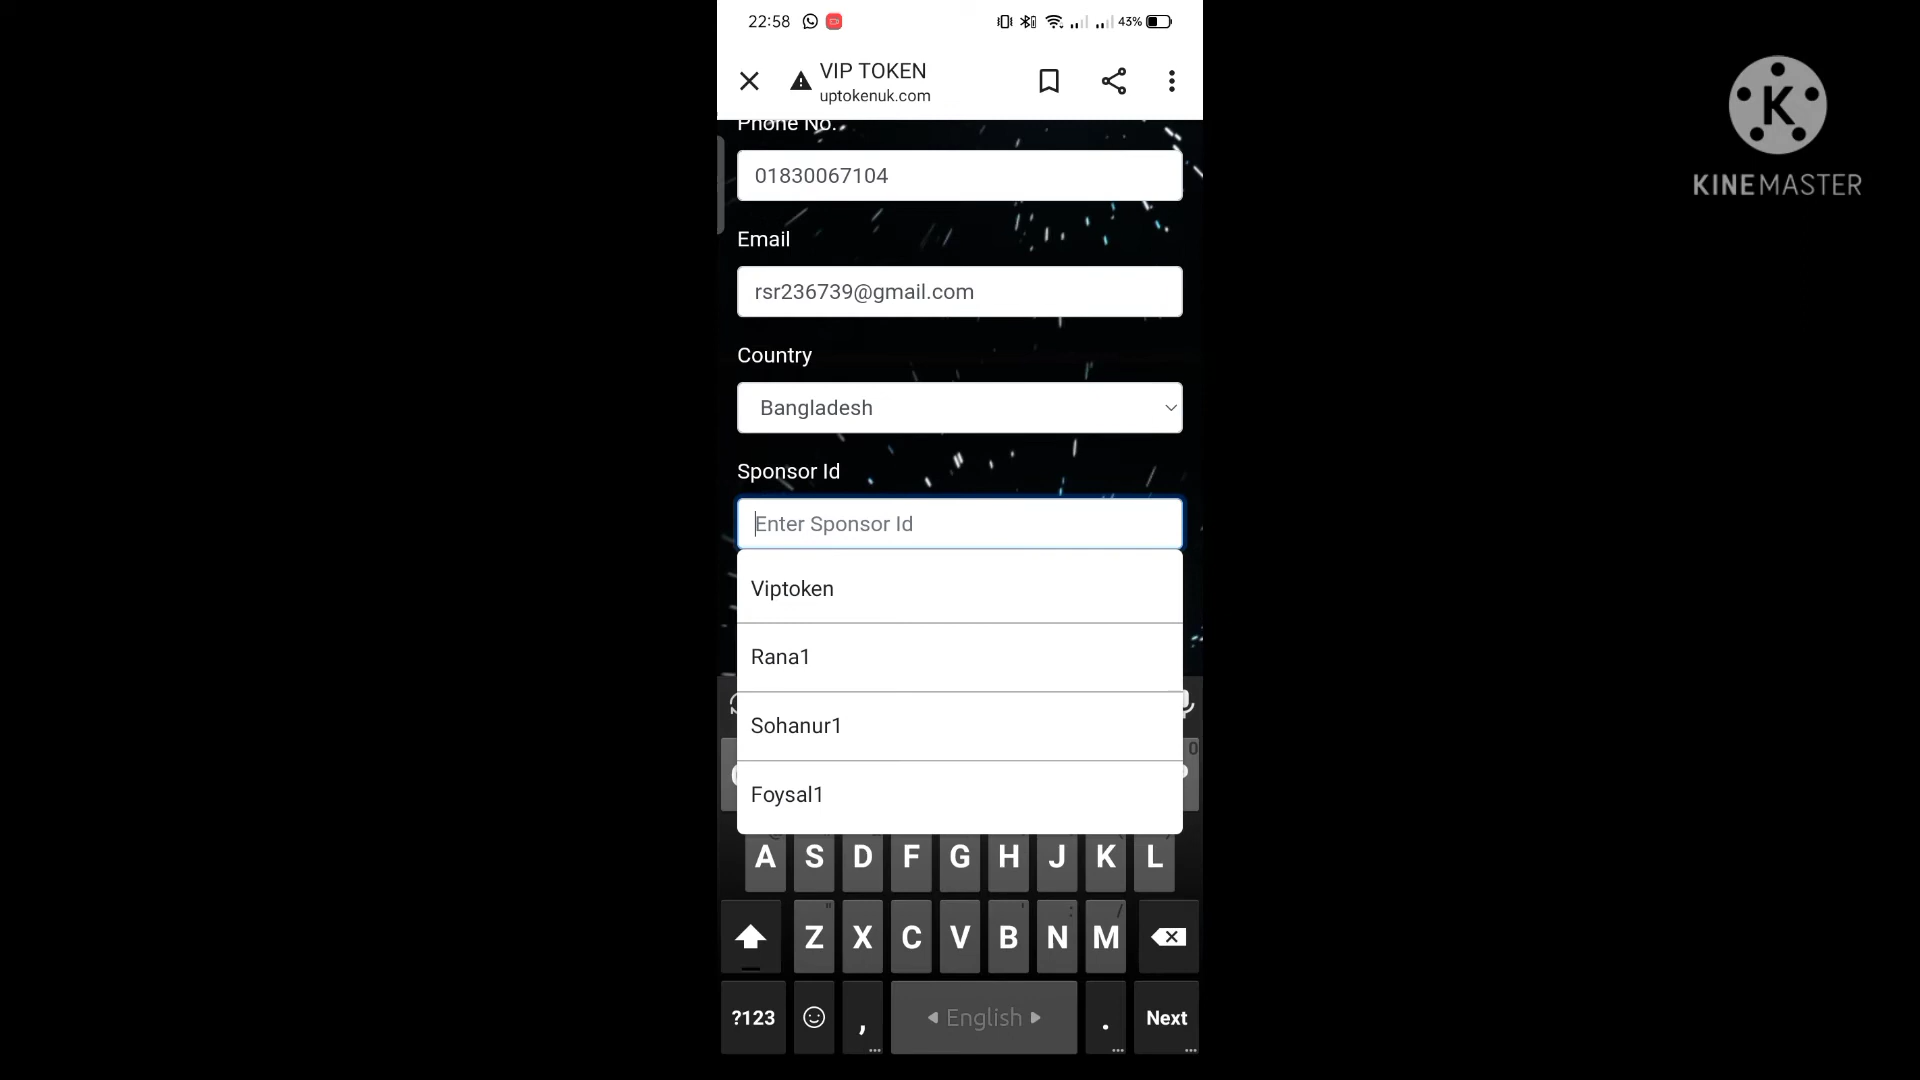 22:58 43%
VIP TOKEN
uptokenuk.com
Phone No.
01830067104
Email
rsr236739@gmail.com
Country
Bangladesh
Sponsor Id
Enter Sponsor Id
Viptoken
Rana1
Sohanur1
Foysal1
0
A S D F G H J K L
" ' : /
Z X C V B N M
?123 , English . Next
K
KINEMASTER